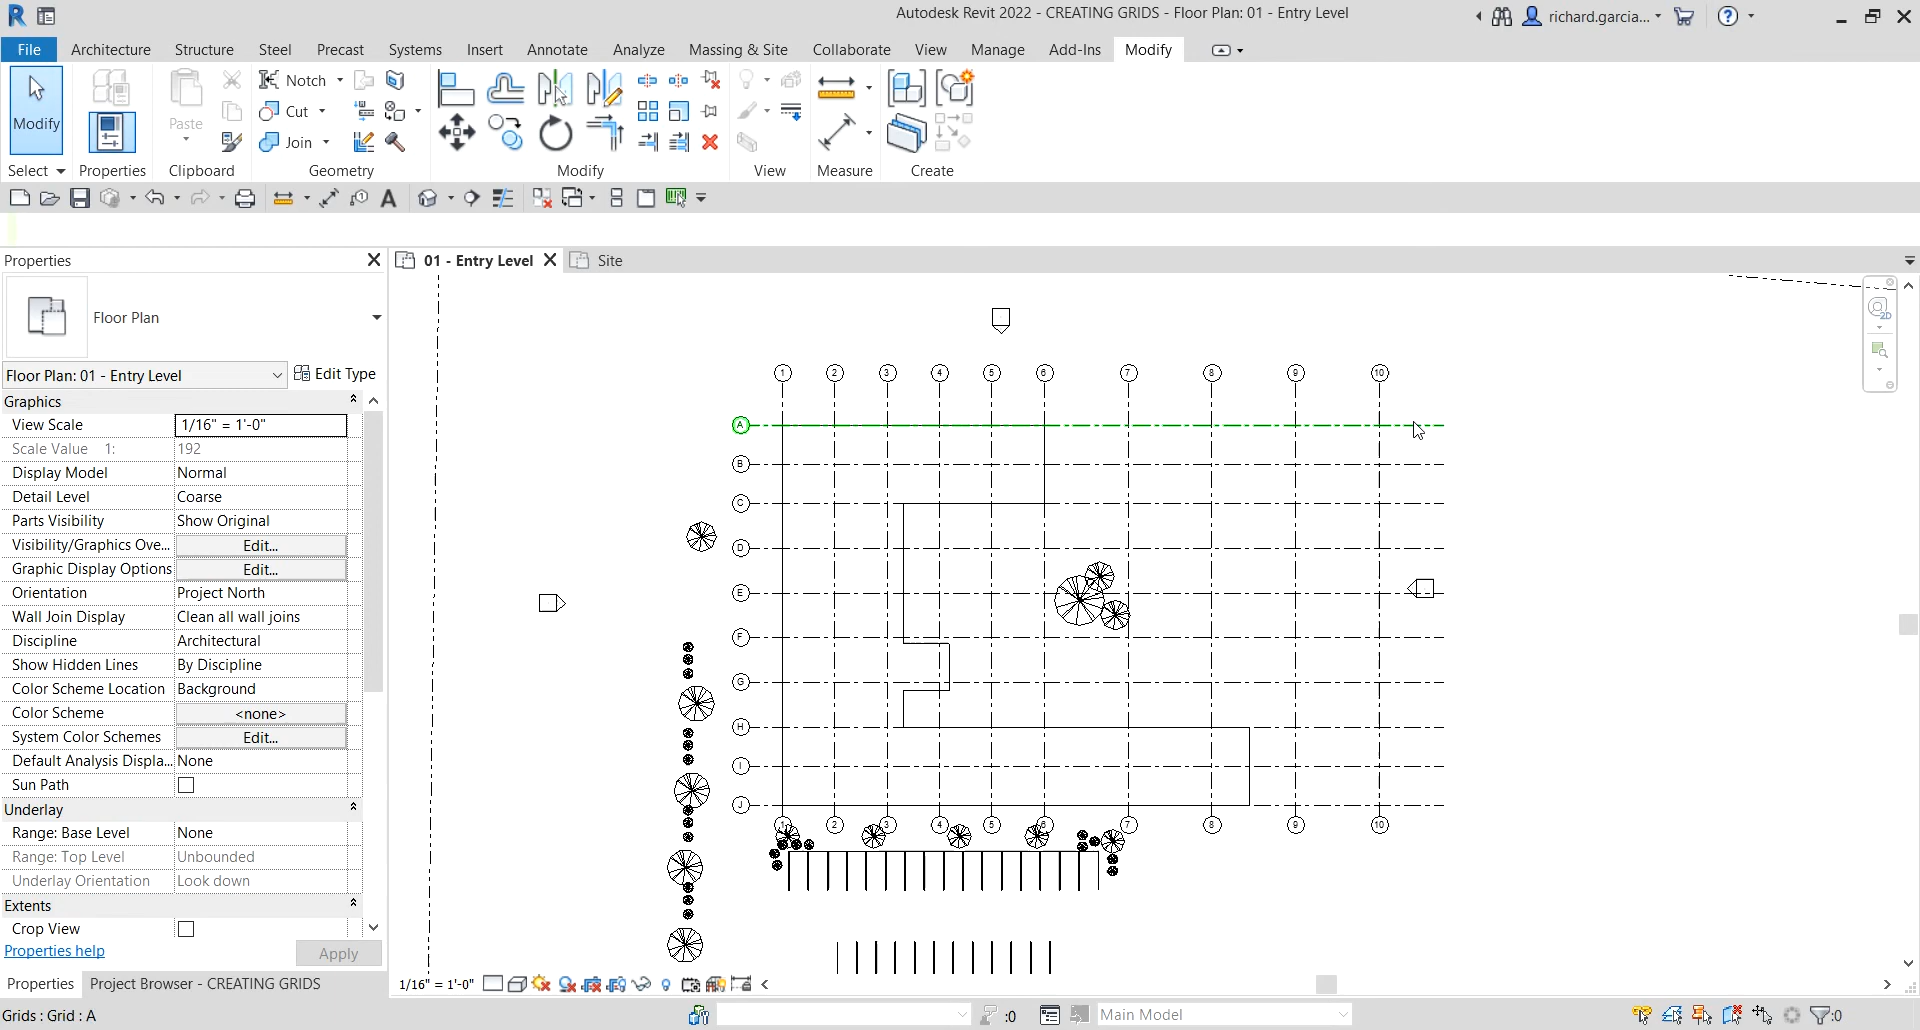 Autodesk Revit 2022 - CREATING GRIDS - Floor Plan: 01 - Entry Level
richard.garcia...
File Architecture Structure Steel Precast Systems Insert Annotate Analyze Massing & Site Collaborate View Manage Add-Ins Modify
Modify
Paste
Notch
Cut
Join
Select Properties Clipboard Geometry Modify View Measure Create
Properties
01 - Entry Level
Site
2D
Floor Plan
Floor Plan: 01 - Entry Level
Edit Type
Graphics
View Scale 1/16" = 1'-0"
Scale Value 1: 192
Display Model Normal
Detail Level Coarse
Parts Visibility Show Original
Visibility/Graphics Ove... Edit...
Graphic Display Options Edit...
Orientation Project North
Wall Join Display Clean all wall joins
Discipline Architectural
Show Hidden Lines By Discipline
Color Scheme Location Background
Color Scheme <none>
System Color Schemes Edit...
Default Analysis Displa... None
Sun Path
Underlay
Range: Base Level None
Range: Top Level Unbounded
Underlay Orientation Look down
Extents
Crop View
Properties help
Apply
Properties
Project Browser - CREATING GRIDS
1 2 3 4 5 6 7 8 9 10
A
B
C
D
E
F
G
H
I
J
1 2 3 4 5 6 7 8 9 10
1/16" = 1'-0"
Grids : Grid : A
:0
Main Model
:0